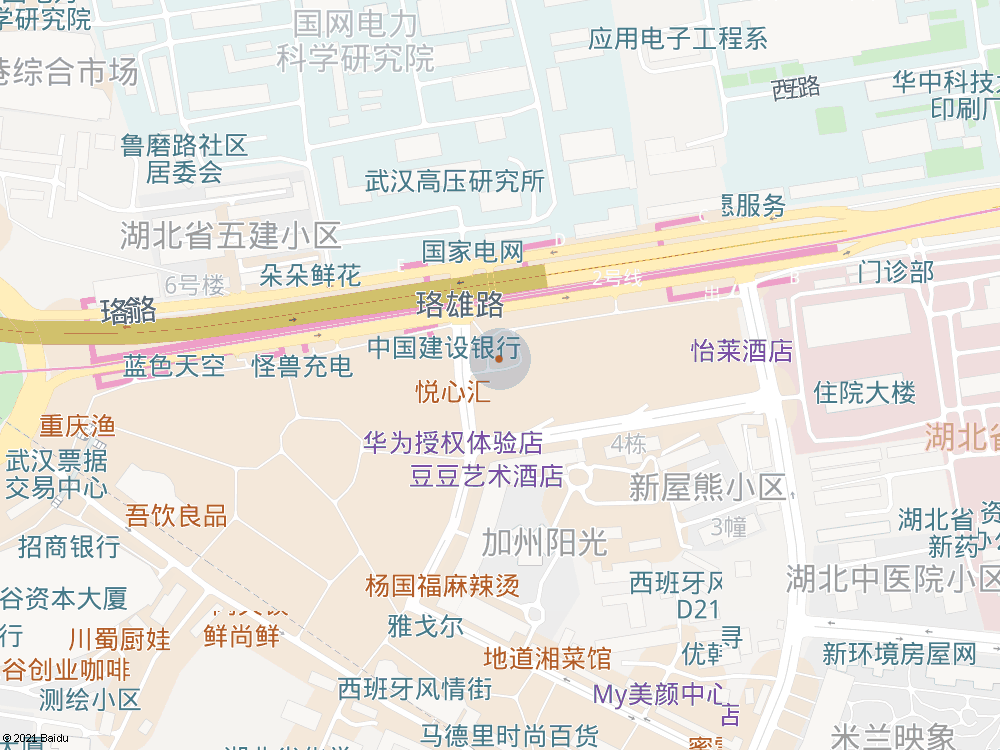 国网电力
科学研究院
学研究院
应用电子工程系
港综合市场
西路
华中科技大
印刷厂
鲁磨路社区
居委会
武汉高压研究所
愿服务
湖北省五建小区
国家电网
D
E
C
6号楼
朵朵鲜花
2号线
B
门诊部
珞雄路
中国建设银行
怡莱酒店
蓝色天空
怪兽充电
悦心汇
住院大楼
重庆渔
华为授权体验店
4栋
湖北省
武汉票据
交易中心
豆豆艺术酒店
新屋熊小区
吾饮良品
3幢
湖北省
新药
资
办公
招商银行
加州阳光
杨国福麻辣烫
西班牙风
D21
湖北中医院小区
谷资本大厦
行
川蜀厨娃
鲜尚鲜
雅戈尔
寻
优韩
新环境房屋网
谷创业咖啡
地道湘菜馆
测绘小区
西班牙风情街
My美颜中心
店
马德里时尚百货
米兰映象
© 2021 Baidu